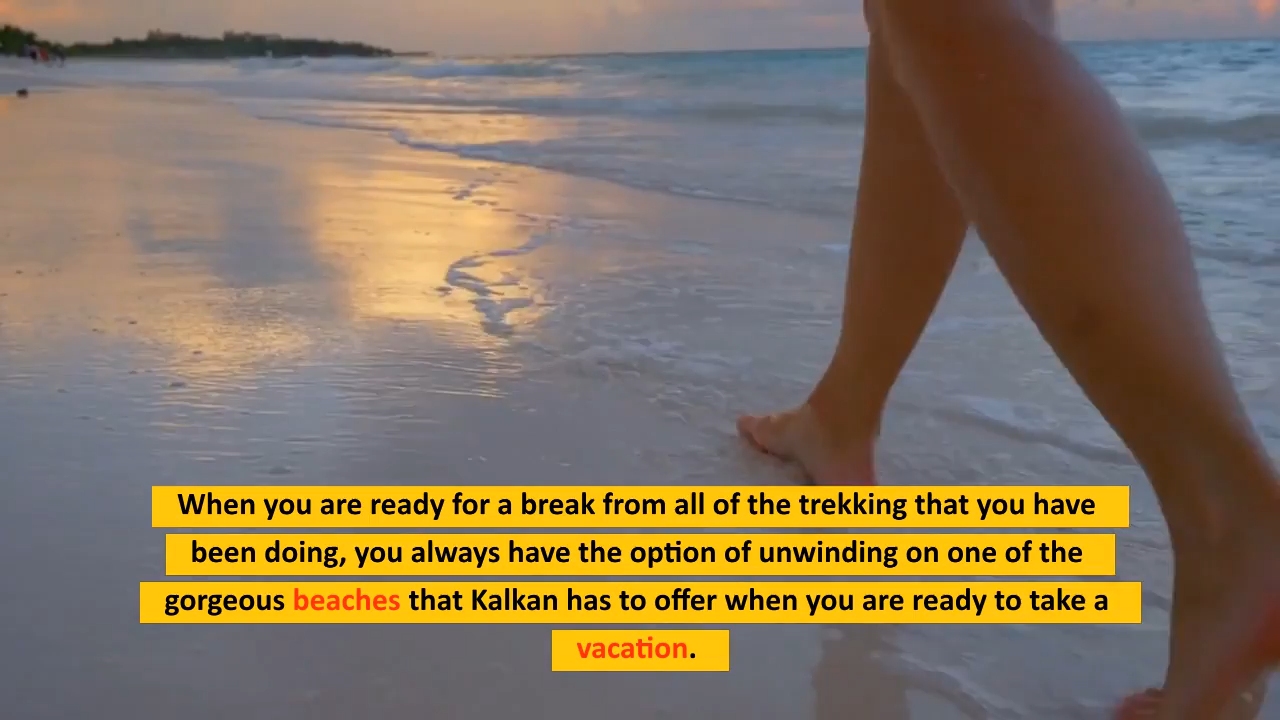 When you are ready for a break from all of the trekking that you have
been doing, you always have the option of unwinding on one of the
gorgeous beaches that Kalkan has to offer when you are ready to take a
vacation.